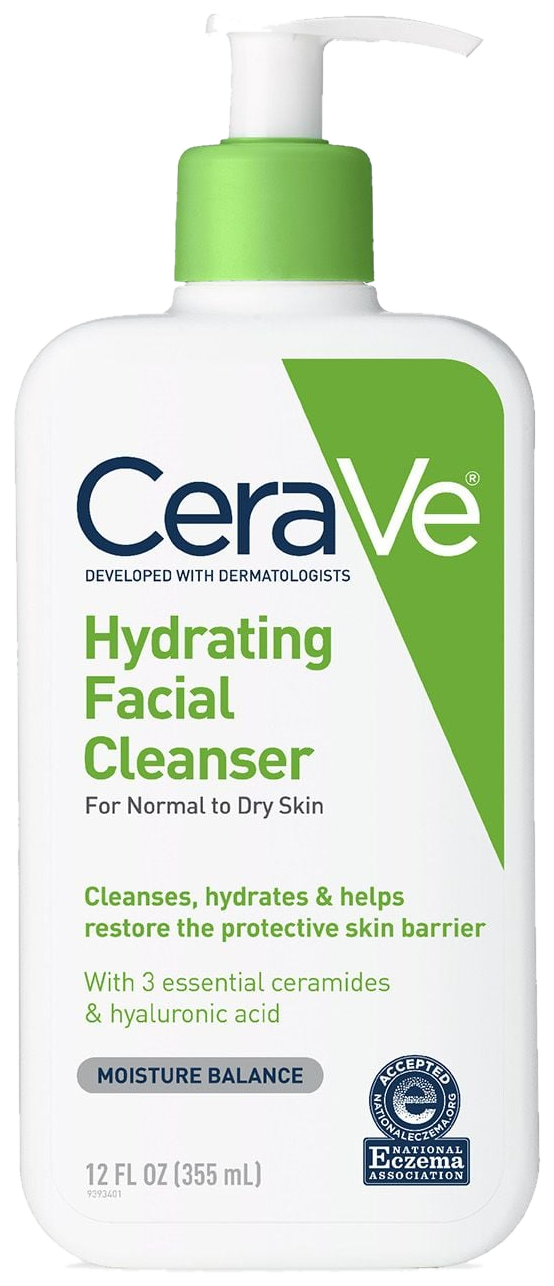 CeraVe®
DEVELOPED WITH DERMATOLOGISTS
Hydrating
Facial
Cleanser
For Normal to Dry Skin
Cleanses, hydrates & helps
restore the protective skin barrier
With 3 essential ceramides
& hyaluronic acid
MOISTURE BALANCE
ACCEPTED
e
NATIONALECZEMA.ORG
NATIONAL
Eczema
ASSOCIATION
12 FL OZ (355 mL)
9393401